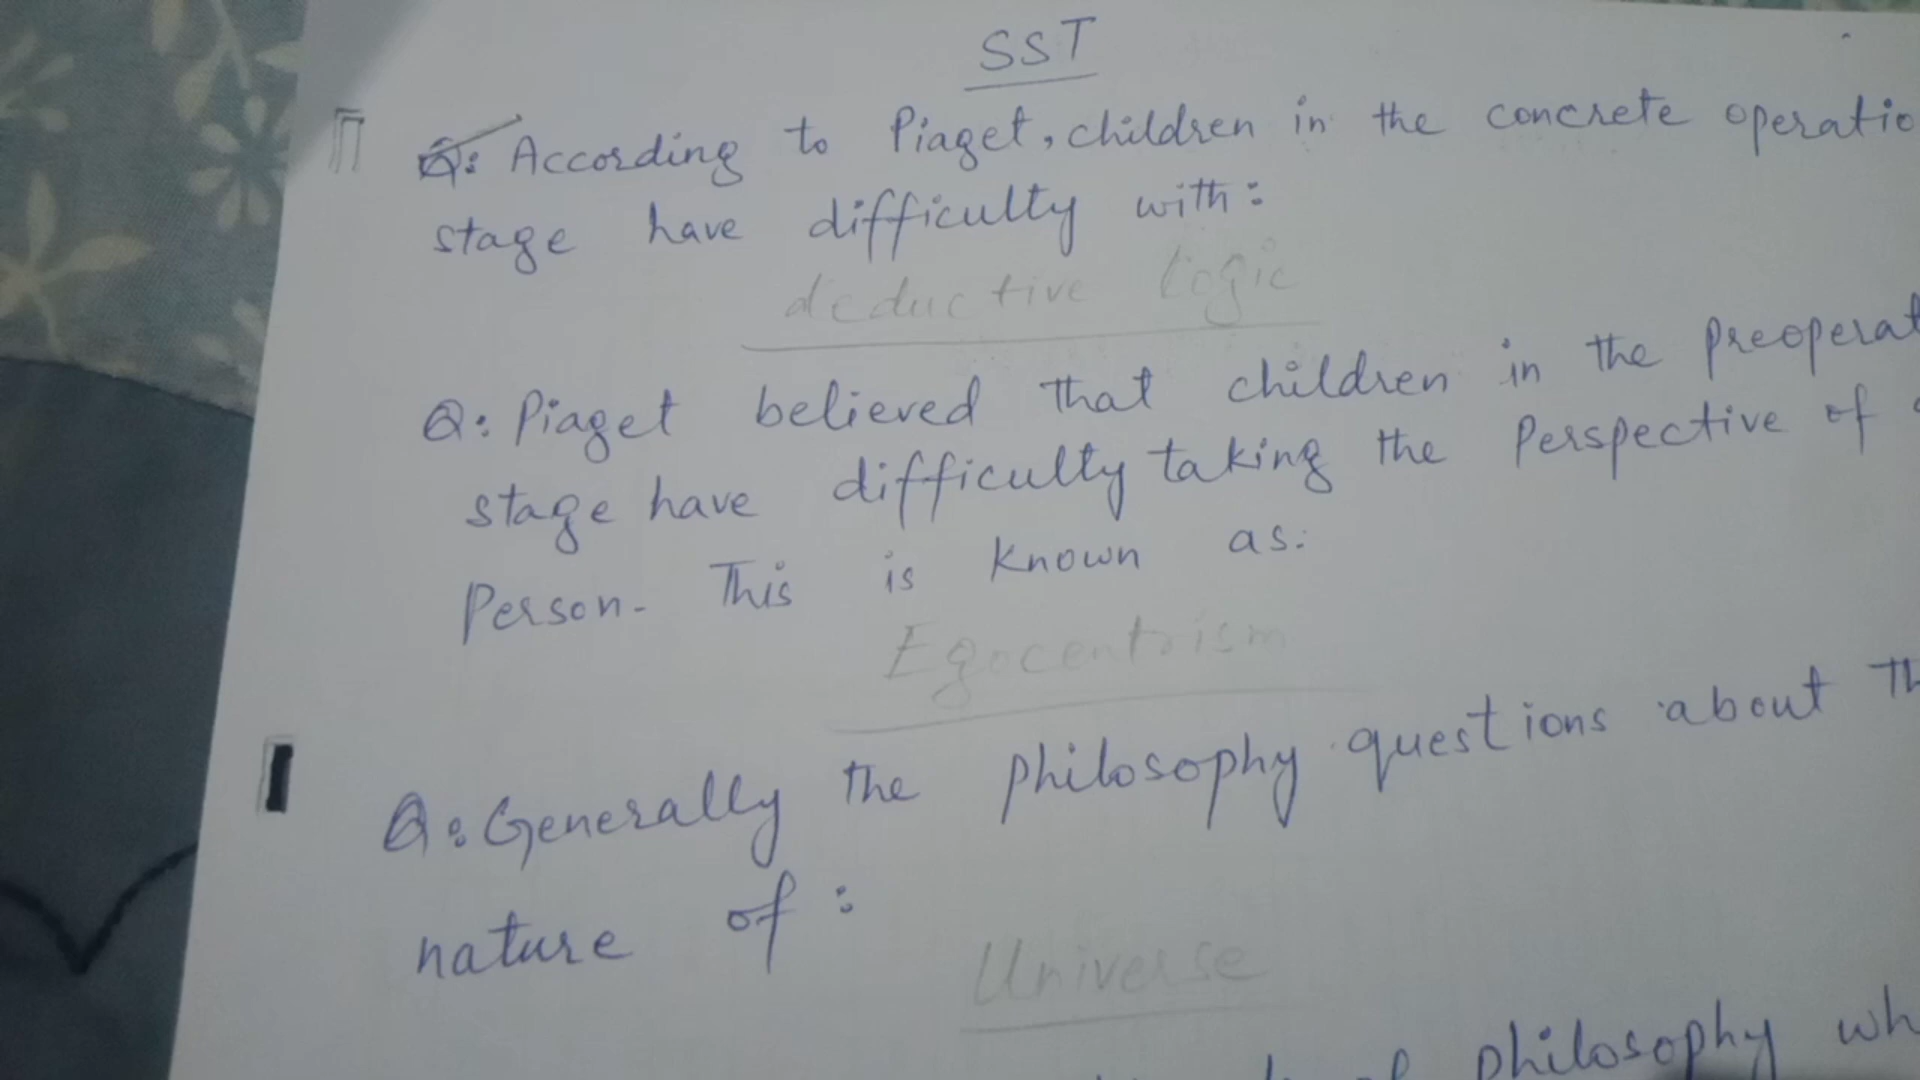 SST
Q: According to Piaget, children in the concrete operatio
stage have difficulty with:
deductive logic
Q: Piaget believed that children in the Preoperat
stage have difficulty taking the Perspective of
Person. This is known as:
Egocentrism
Q: Generally the philosophy questions about Th
nature of:
Universe
philosophy wh